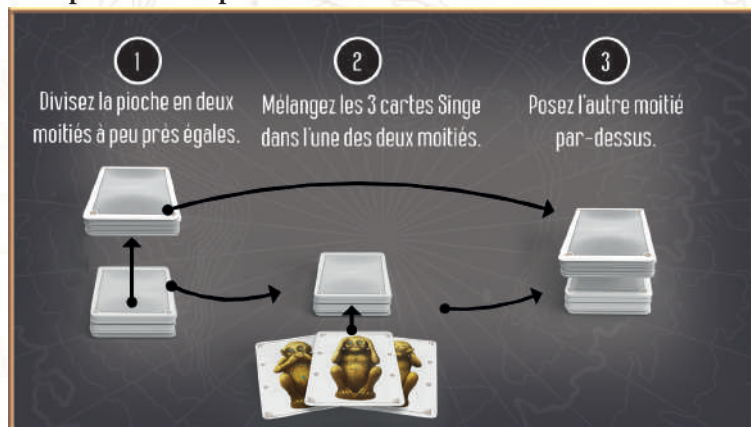 1
Divisez la pioche en deux
moitiés à peu près égales.
2
Mélangez les 3 cartes Singe
dans l'une des deux moitiés.
3
Posez l'autre moitié
par-dessus.